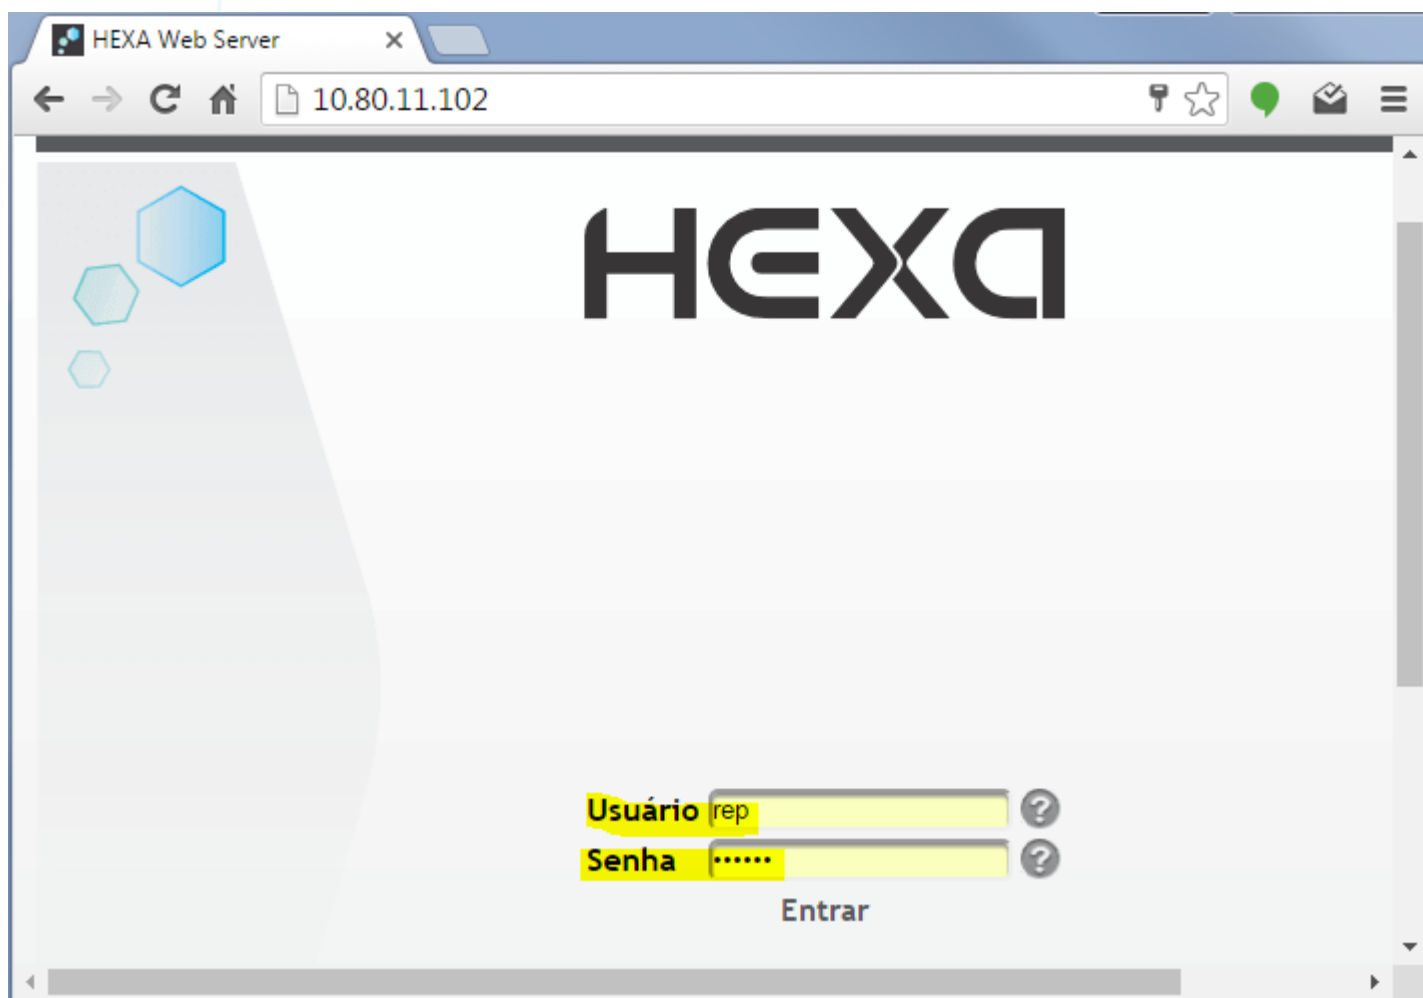 HEXA Web Server
10.80.11.102
HEXA
Usuário rep
Senha ••••••
Entrar